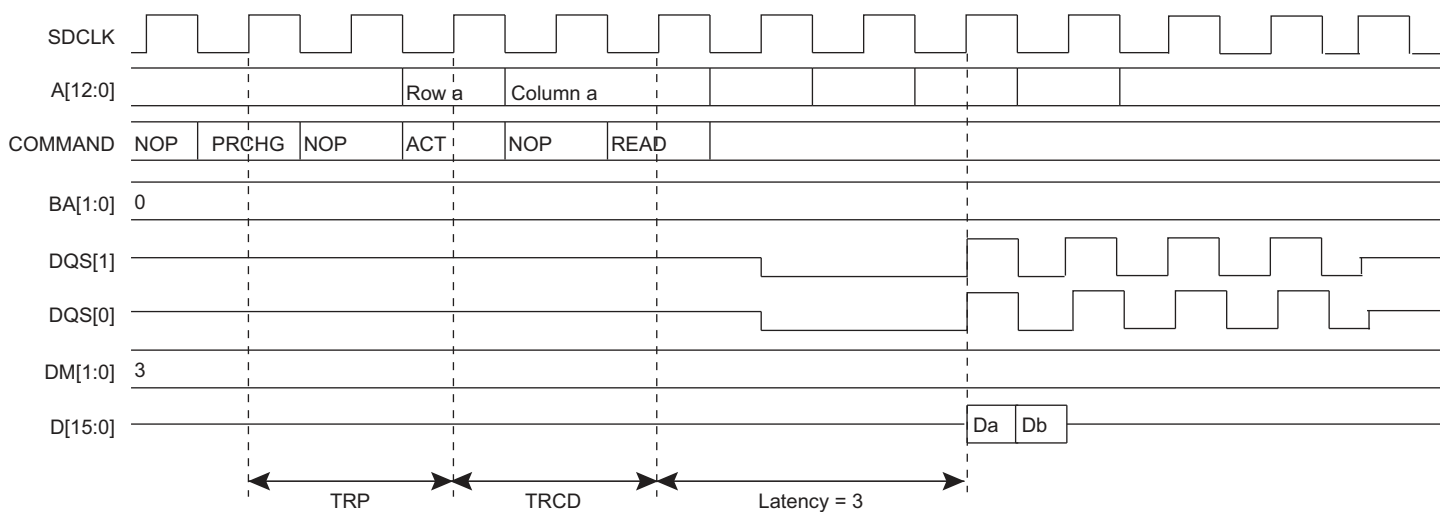 SDCLK
A[12:0] Row a Column a
COMMAND NOP PRCHG NOP ACT NOP READ
BA[1:0] 0
DQS[1]
DQS[0]
DM[1:0] 3
D[15:0] Da Db
TRP TRCD Latency = 3